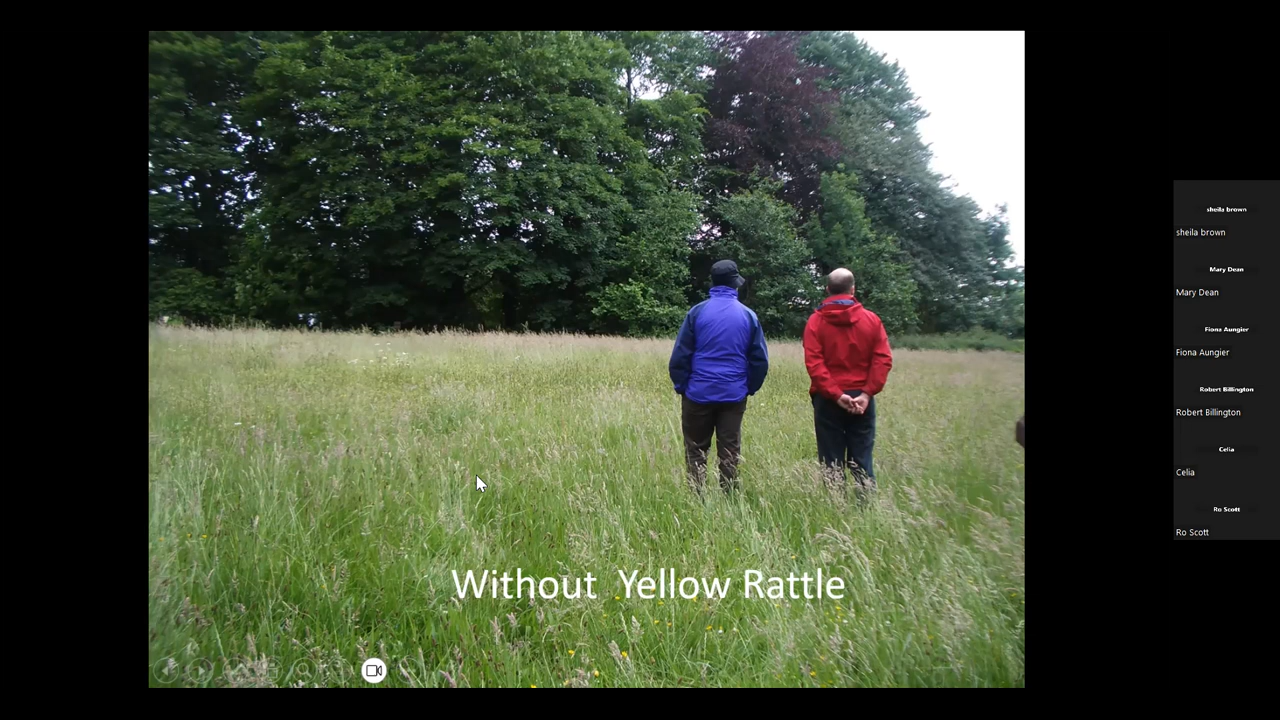 Without  Yellow Rattle
sheila brown
sheila brown
Mary Dean
Mary Dean
Fiona Aungier
Fiona Aungier
Robert Billington
Robert Billington
Celia
Celia
Ro Scott
Ro Scott